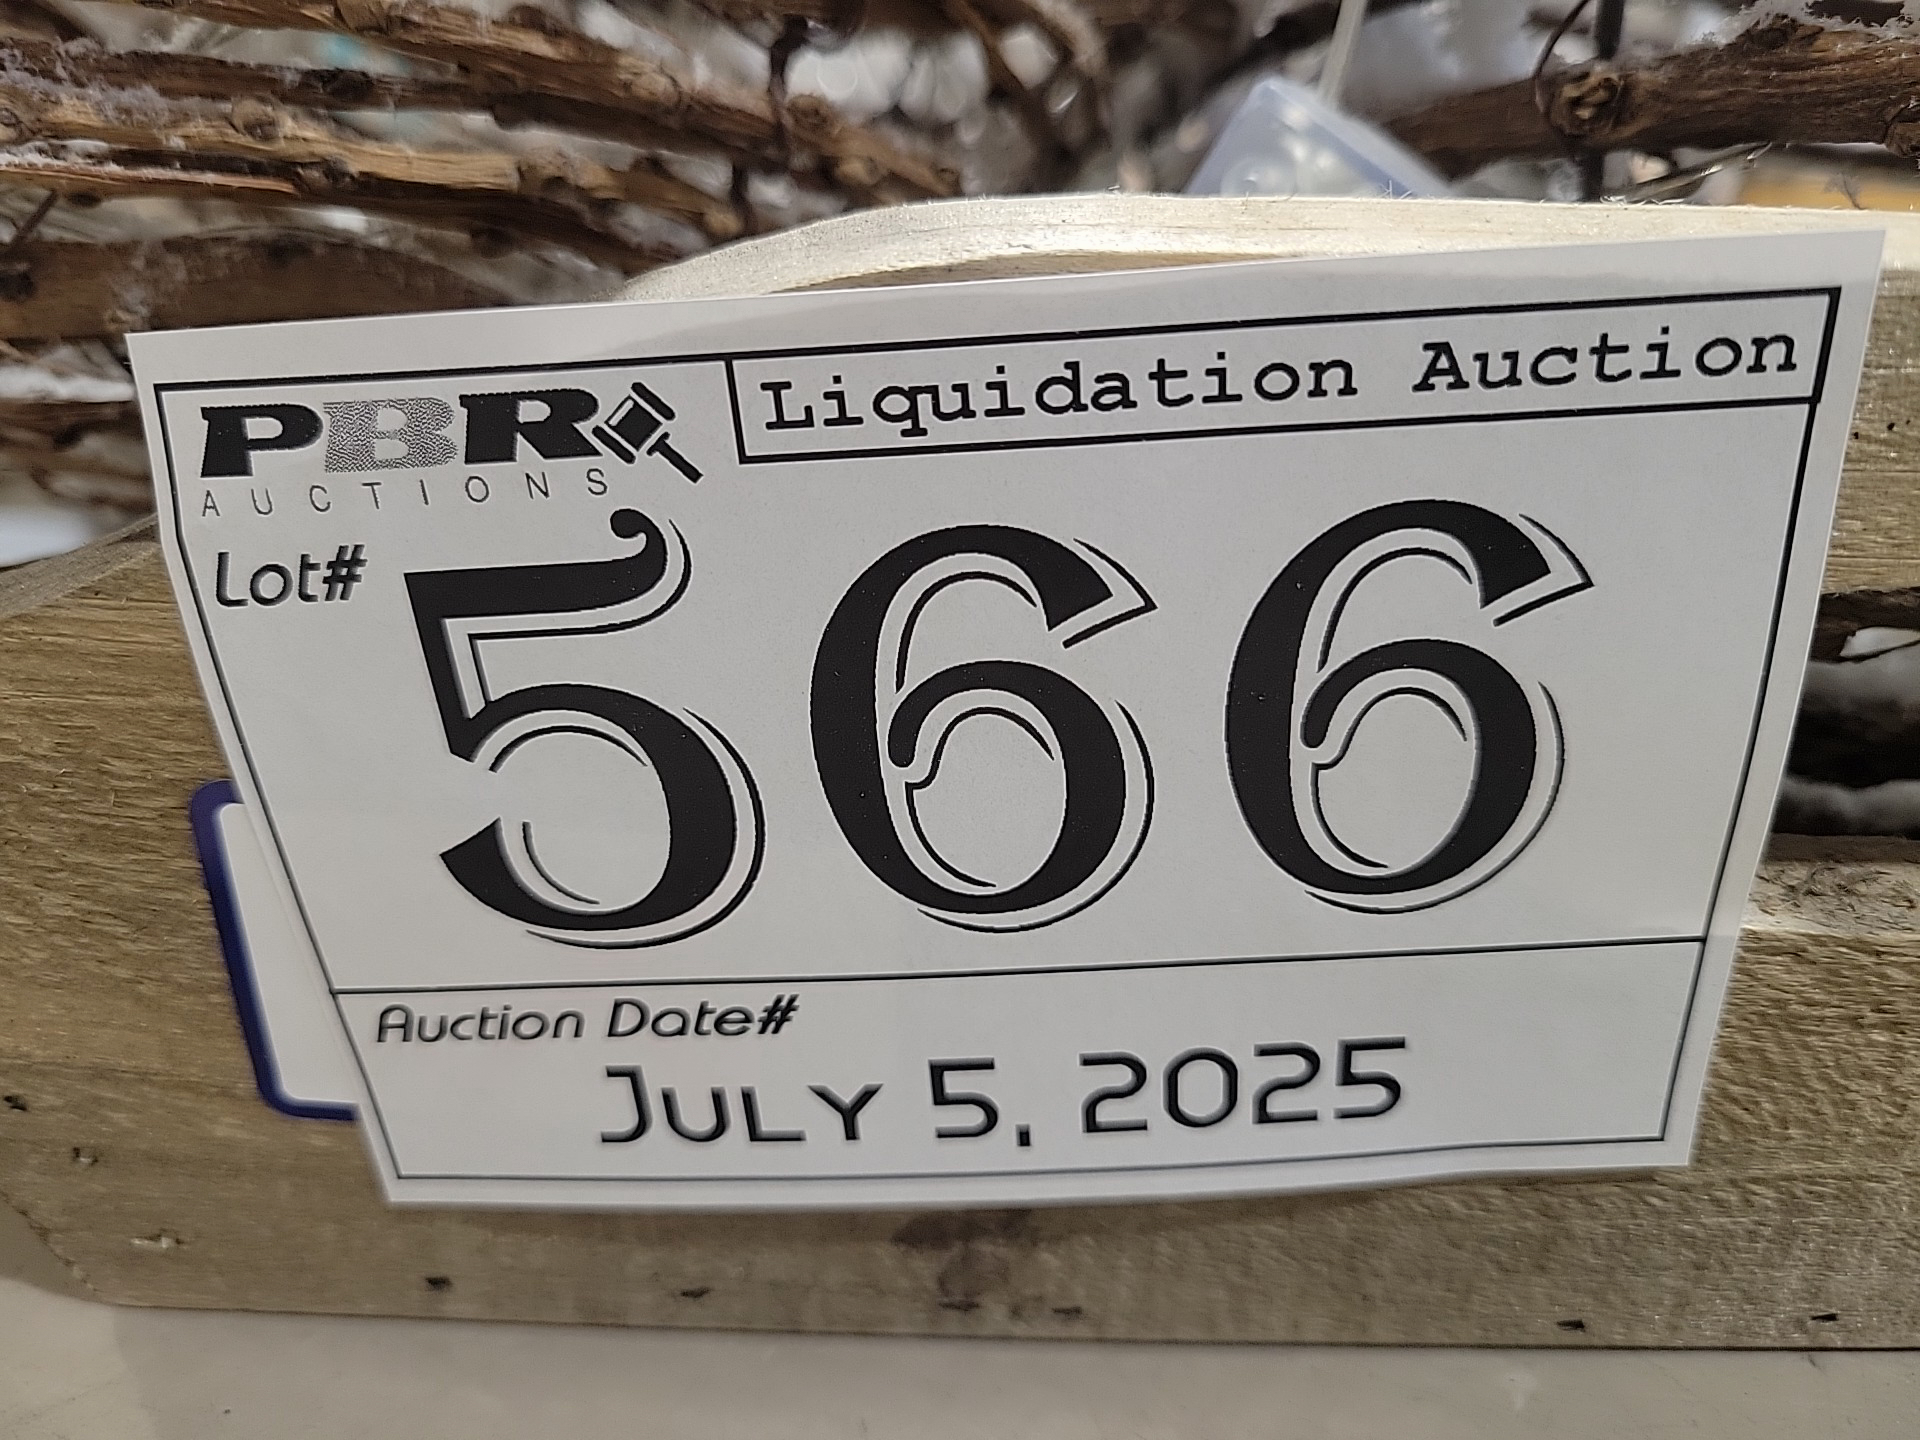 PBR
AUCTIONS
Liquidation Auction
Lot# 566
Auction Date#
July 5, 2025